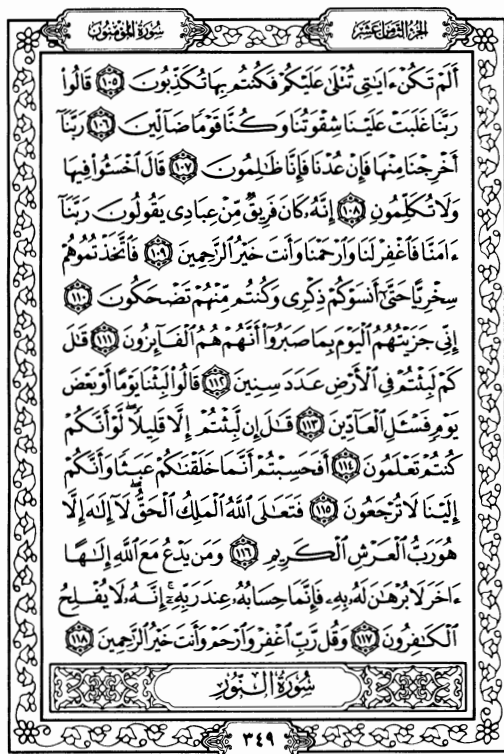 الجزء الثامن عشر
سورة المؤمنون
أَلَمْ تَكُنْ ءَايَٰتِى تُتْلَىٰ عَلَيْكُمْ فَكُنتُم بِهَا تُكَذِّبُونَ ١٠٥ قَالُوا۟
رَبَّنَا غَلَبَتْ عَلَيْنَا شِقْوَتُنَا وَكُنَّا قَوْمًا ضَآلِّينَ ١٠٦ رَبَّنَآ
أَخْرِجْنَا مِنْهَا فَإِنْ عُدْنَا فَإِنَّا ظَٰلِمُونَ ١٠٧ قَالَ ٱخْسَـُٔوا۟ فِيهَا
وَلَا تُكَلِّمُونِ ١٠٨ إِنَّهُۥ كَانَ فَرِيقٌ مِّنْ عِبَادِى يَقُولُونَ رَبَّنَآ
ءَامَنَّا فَٱغْفِرْ لَنَا وَٱرْحَمْنَا وَأَنتَ خَيْرُ ٱلرَّٰحِمِينَ ١٠٩ فَٱتَّخَذْتُمُوهُمْ
سِخْرِيًّا حَتَّىٰٓ أَنسَوْكُمْ ذِكْرِى وَكُنتُم مِّنْهُمْ تَضْحَكُونَ ١١٠
إِنِّى جَزَيْتُهُمُ ٱلْيَوْمَ بِمَا صَبَرُوٓا۟ أَنَّهُمْ هُمُ ٱلْفَآئِزُونَ ١١١ قَٰلَ
كَمْ لَبِثْتُمْ فِى ٱلْأَرْضِ عَدَدَ سِنِينَ ١١٢ قَالُوا۟ لَبِثْنَا يَوْمًا أَوْ بَعْضَ
يَوْمٍ فَسْـَٔلِ ٱلْعَآدِّينَ ١١٣ قَٰلَ إِن لَّبِثْتُمْ إِلَّا قَلِيلًا ۖ لَّوْ أَنَّكُمْ
كُنتُمْ تَعْلَمُونَ ١١٤ أَفَحَسِبْتُمْ أَنَّمَا خَلَقْنَٰكُمْ عَبَثًا وَأَنَّكُمْ
إِلَيْنَا لَا تُرْجَعُونَ ١١٥ فَتَعَٰلَى ٱللَّهُ ٱلْمَلِكُ ٱلْحَقُّ ۖ لَآ إِلَٰهَ إِلَّا
هُوَ رَبُّ ٱلْعَرْشِ ٱلْكَرِيمِ ١١٦ وَمَن يَدْعُ مَعَ ٱللَّهِ إِلَٰهًا
ءَاخَرَ لَا بُرْهَٰنَ لَهُۥ بِهِۦ فَإِنَّمَا حِسَابُهُۥ عِندَ رَبِّهِۦٓ ۚ إِنَّهُۥ لَا يُفْلِحُ
ٱلْكَٰفِرُونَ ١١٧ وَقُل رَّبِّ ٱغْفِرْ وَٱرْحَمْ وَأَنتَ خَيْرُ ٱلرَّٰحِمِينَ ١١٨
سُورَةُ النُّورِ
٣٤٩